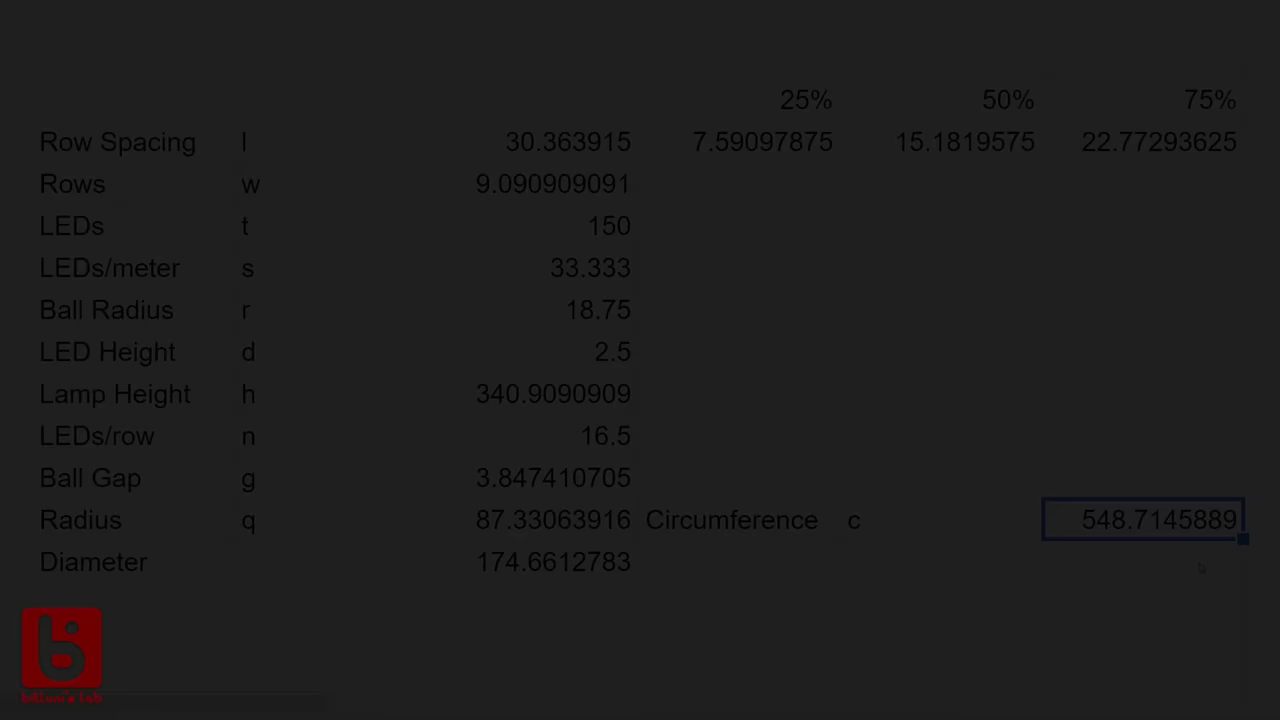 25% 50% 75%
Row Spacing l 30.363915 7.59097875 15.1819575 22.77293625
Rows w 9.090909091
LEDs t 150
LEDs/meter s 33.333
Ball Radius r 18.75
LED Height d 2.5
Lamp Height h 340.9090909
LEDs/row n 16.5
Ball Gap g 3.847410705
Radius q 87.33063916 Circumference c 548.7145889
Diameter 174.6612783
b
bitluni's lab